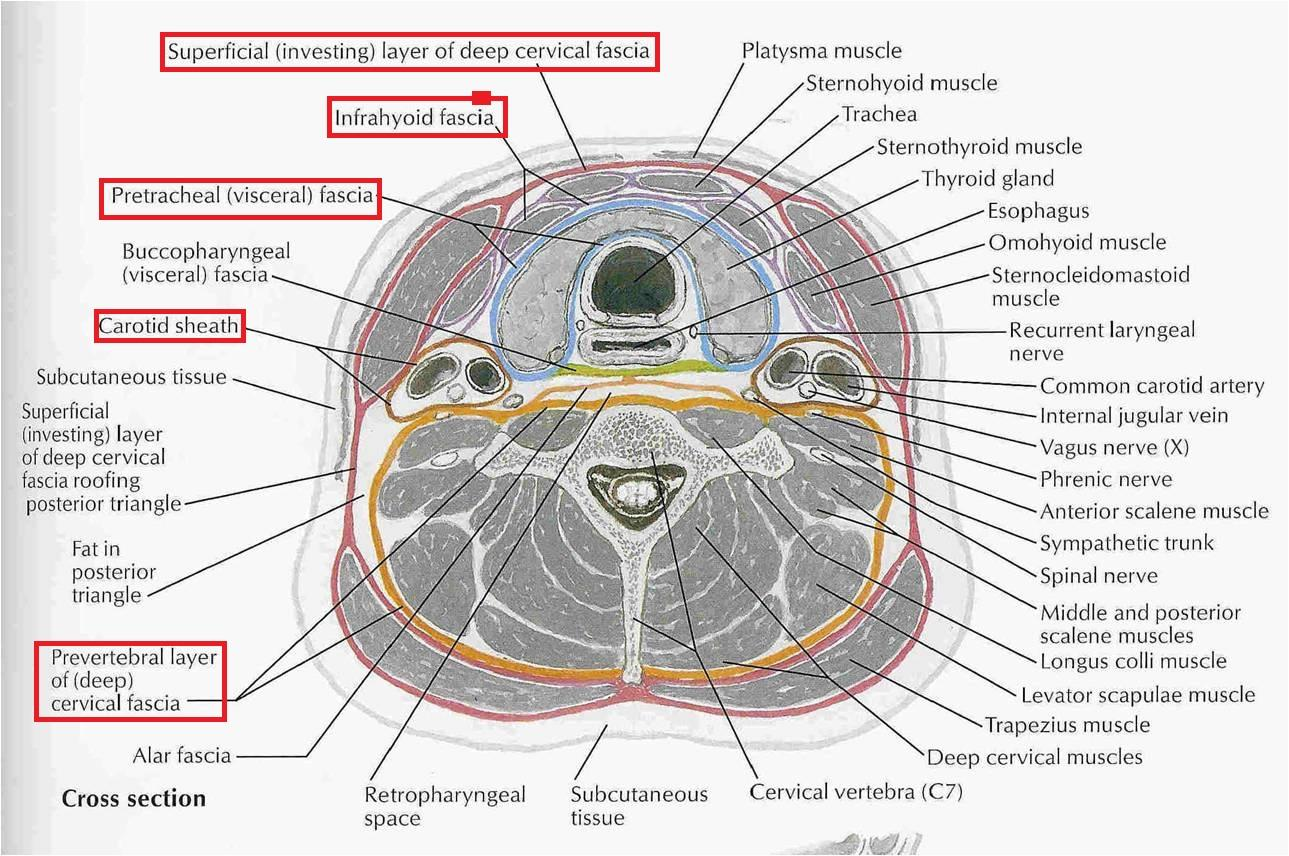 Superficial (investing) layer of deep cervical fascia
Infrahyoid fascia
Pretracheal (visceral) fascia
Buccopharyngeal
(visceral) fascia
Carotid sheath
Subcutaneous tissue
Superficial
(investing) layer
of deep cervical
fascia roofing
posterior triangle
Fat in
posterior
triangle
Prevertebral layer
of (deep)
cervical fascia
Alar fascia
Cross section
Retropharyngeal
space
Subcutaneous
tissue
Platysma muscle
Sternohyoid muscle
Trachea
Sternothyroid muscle
Thyroid gland
Esophagus
Omohyoid muscle
Sternocleidomastoid
muscle
Recurrent laryngeal
nerve
Common carotid artery
Internal jugular vein
Vagus nerve (X)
Phrenic nerve
Anterior scalene muscle
Sympathetic trunk
Spinal nerve
Middle and posterior
scalene muscles
Longus colli muscle
Levator scapulae muscle
Trapezius muscle
Deep cervical muscles
Cervical vertebra (C7)